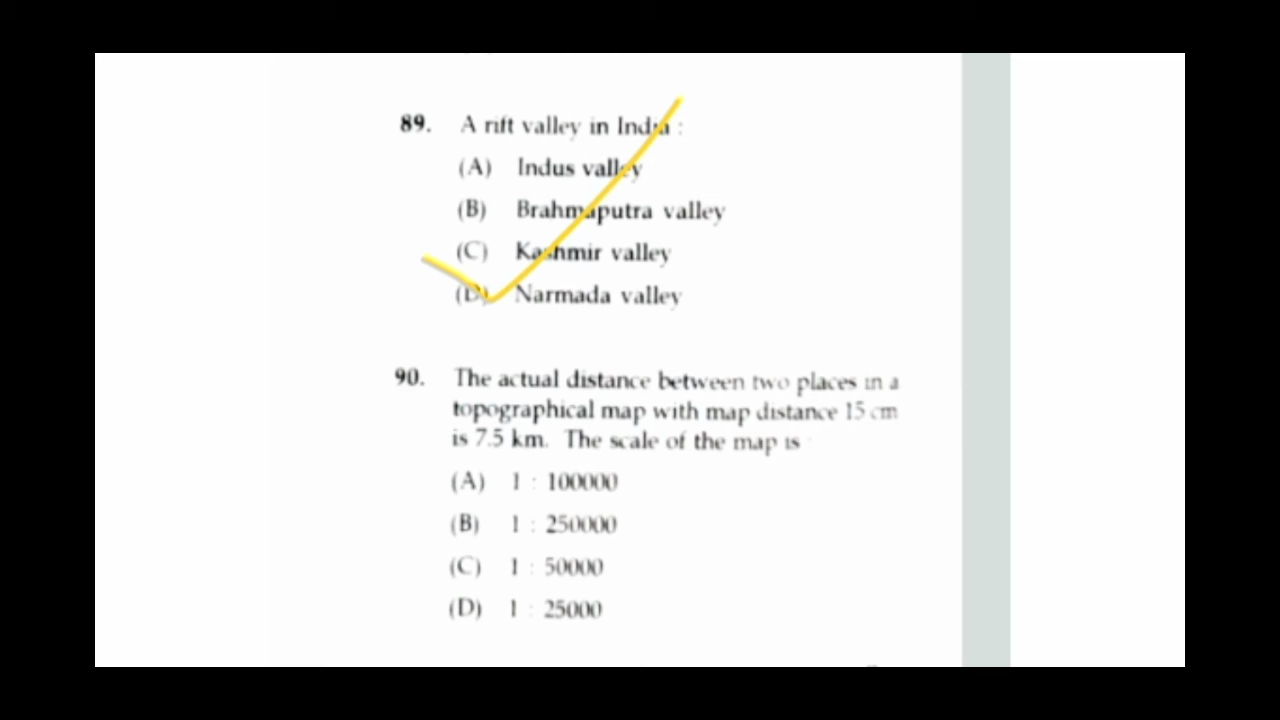 89. A rift valley in India :
(A) Indus valley
(B) Brahmaputra valley
(C) Kashmir valley
(D) Narmada valley
90. The actual distance between two places in a
topographical map with map distance 15 cm
is 7.5 km. The scale of the map is
(A) 1 : 100000
(B) 1 : 250000
(C) 1 : 50000
(D) 1 : 25000